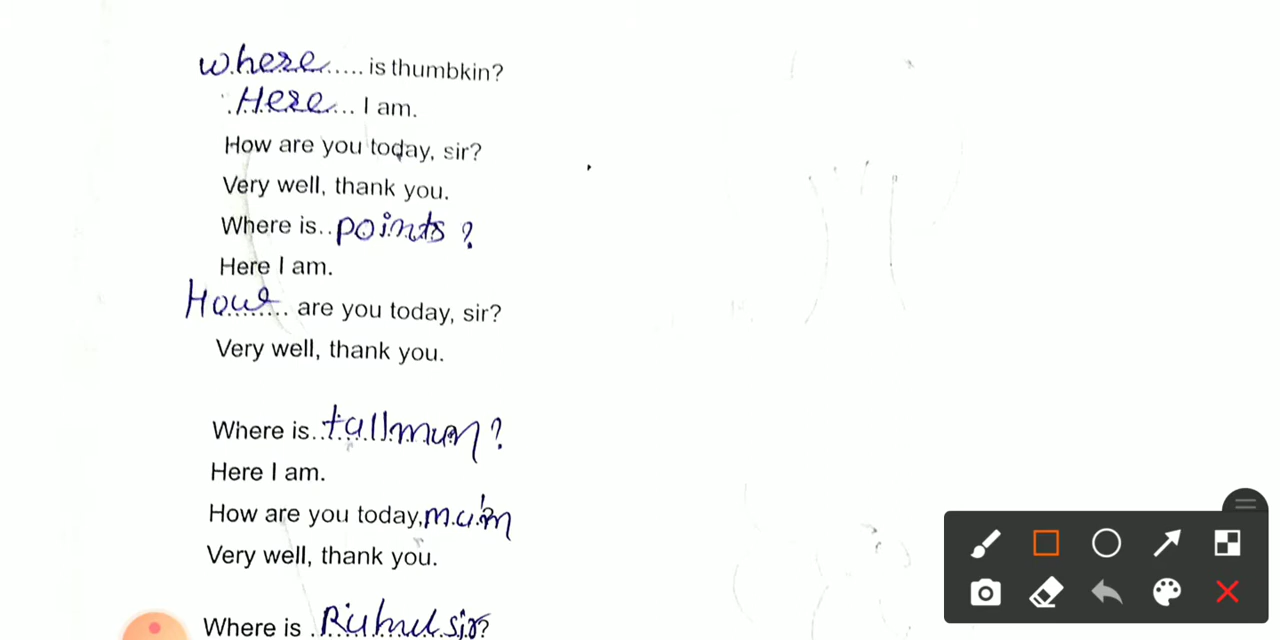 where..... is thumbkin?
Here... I am.
How are you today, sir?
Very well, thank you.
Where is.. points ?
Here I am.
How........ are you today, sir?
Very well, thank you.
Where is.. tallman ?
Here I am.
How are you today, ma'm
Very well, thank you.
Where is . sir?